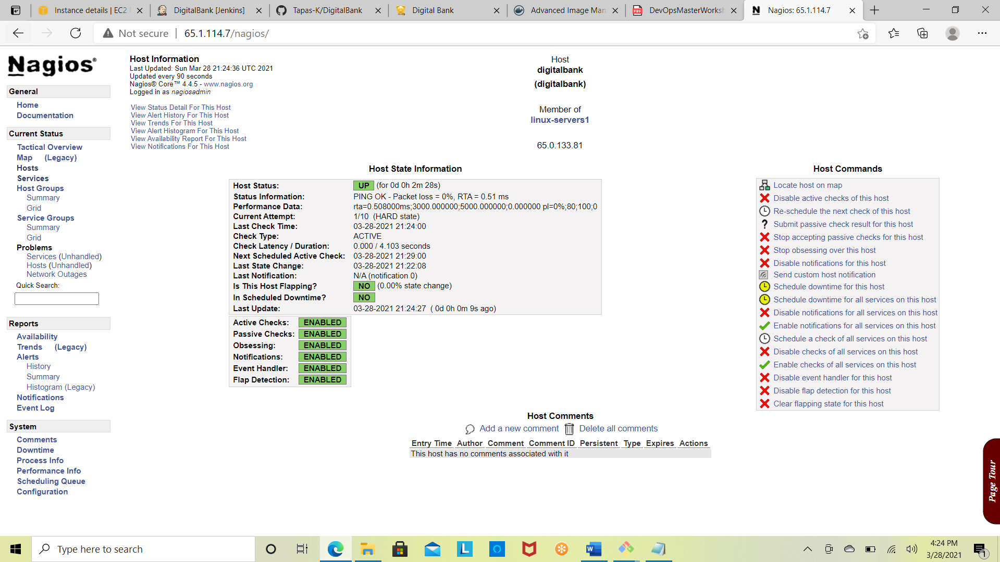 Instance details | EC2
DigitalBank [Jenkins]
Tapas-K/DigitalBank
Digital Bank
Advanced Image Man
DevOpsMasterWorksh
Nagios: 65.1.114.7
Not secure | 65.1.114.7/nagios/
Nagios®
General
Home
Documentation
Current Status
Tactical Overview
Map (Legacy)
Hosts
Services
Host Groups
Summary
Grid
Service Groups
Summary
Grid
Problems
Services (Unhandled)
Hosts (Unhandled)
Network Outages
Quick Search:
Reports
Availability
Trends (Legacy)
Alerts
History
Summary
Histogram (Legacy)
Notifications
Event Log
System
Comments
Downtime
Process Info
Performance Info
Scheduling Queue
Configuration
Host Information
Last Updated: Sun Mar 28 21:24:36 UTC 2021
Updated every 90 seconds
Nagios® Core™ 4.4.5 - www.nagios.org
Logged in as nagiosadmin
View Status Detail For This Host
View Alert History For This Host
View Trends For This Host
View Alert Histogram For This Host
View Availability Report For This Host
View Notifications For This Host
Host
digitalbank
(digitalbank)
Member of
linux-servers1
65.0.133.81
Host State Information
Host Status: UP (for 0d 0h 2m 28s)
Status Information: PING OK - Packet loss = 0%, RTA = 0.51 ms
Performance Data: rta=0.508000ms;3000.000000;5000.000000;0.000000 pl=0%;80;100;0
Current Attempt: 1/10 (HARD state)
Last Check Time: 03-28-2021 21:24:00
Check Type: ACTIVE
Check Latency / Duration: 0.000 / 4.103 seconds
Next Scheduled Active Check: 03-28-2021 21:29:00
Last State Change: 03-28-2021 21:22:08
Last Notification: N/A (notification 0)
Is This Host Flapping? NO (0.00% state change)
In Scheduled Downtime? NO
Last Update: 03-28-2021 21:24:27 ( 0d 0h 0m 9s ago)
Active Checks: ENABLED
Passive Checks: ENABLED
Obsessing: ENABLED
Notifications: ENABLED
Event Handler: ENABLED
Flap Detection: ENABLED
Host Commands
Locate host on map
Disable active checks of this host
Re-schedule the next check of this host
Submit passive check result for this host
Stop accepting passive checks for this host
Stop obsessing over this host
Disable notifications for this host
Send custom host notification
Schedule downtime for this host
Schedule downtime for all services on this host
Disable notifications for all services on this host
Enable notifications for all services on this host
Schedule a check of all services on this host
Disable checks of all services on this host
Enable checks of all services on this host
Disable event handler for this host
Disable flap detection for this host
Clear flapping state for this host
Host Comments
Add a new comment Delete all comments
Entry Time Author Comment Comment ID Persistent Type Expires Actions
This host has no comments associated with it
Page Tour
Type here to search
4:24 PM
3/28/2021
1